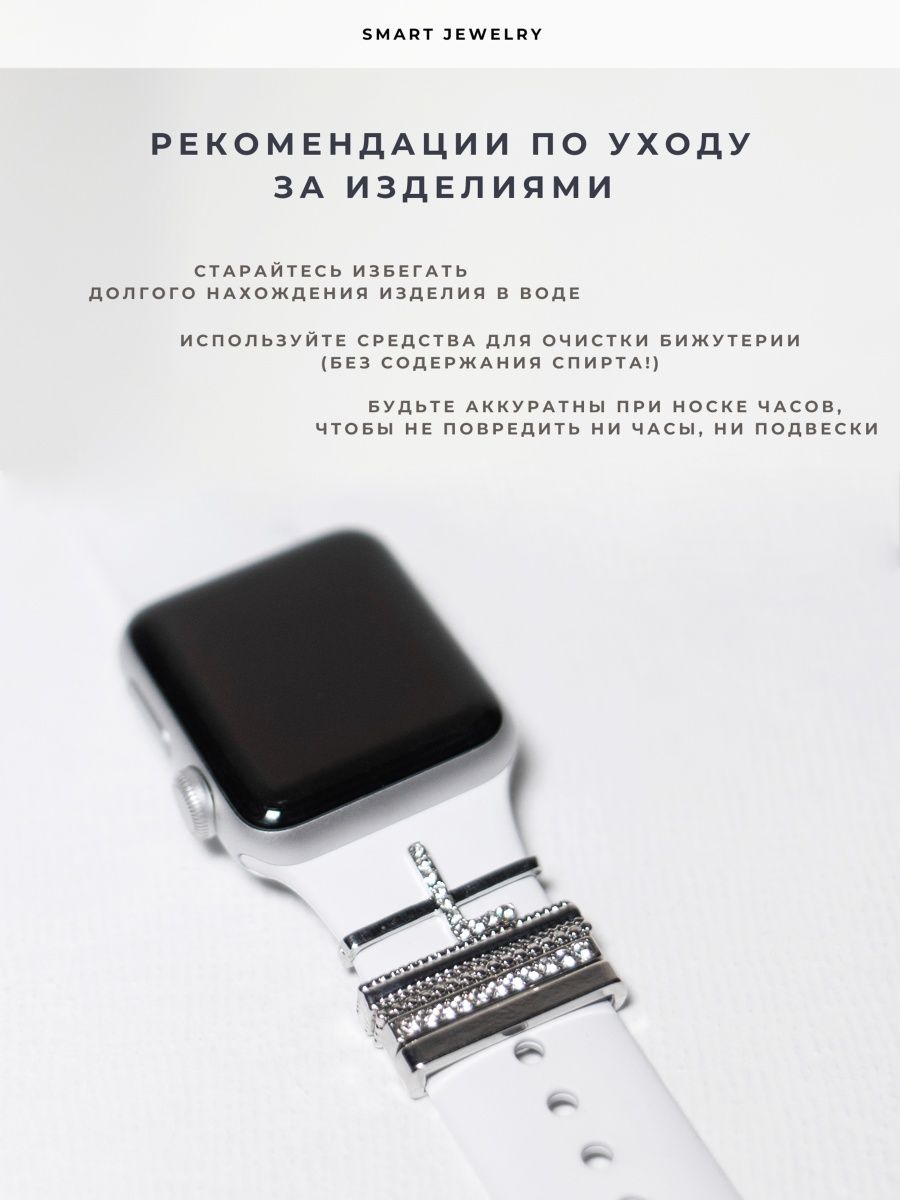 SMART JEWELRY
РЕКОМЕНДАЦИИ ПО УХОДУ
ЗА ИЗДЕЛИЯМИ
СТАРАЙТЕСЬ ИЗБЕГАТЬ
ДОЛГОГО НАХОЖДЕНИЯ ИЗДЕЛИЯ В ВОДЕ
ИСПОЛЬЗУЙТЕ СРЕДСТВА ДЛЯ ОЧИСТКИ БИЖУТЕРИИ
(БЕЗ СОДЕРЖАНИЯ СПИРТА!)
БУДЬТЕ АККУРАТНЫ ПРИ НОСКЕ ЧАСОВ,
ЧТОБЫ НЕ ПОВРЕДИТЬ НИ ЧАСЫ, НИ ПОДВЕСКИ
L